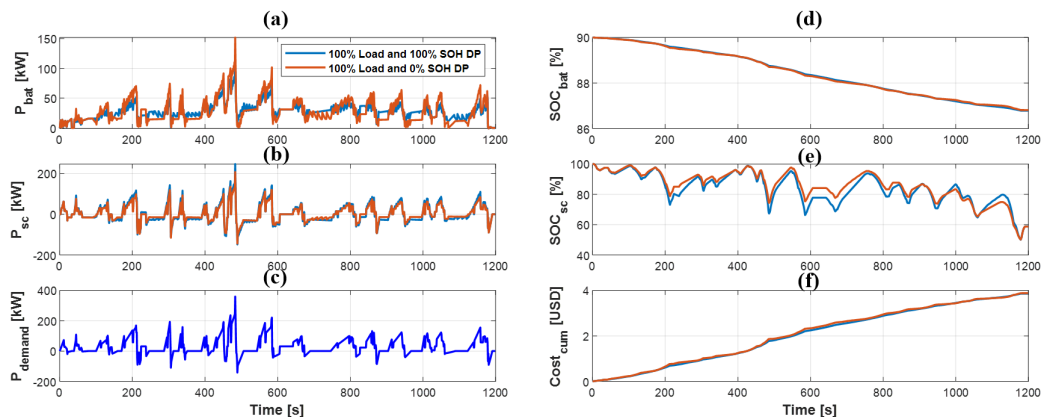 (a)
P_bat [kW]
150
100
50
0
100% Load and 100% SOH DP
100% Load and 0% SOH DP
0 200 400 600 800 1000 1200
(b)
P_sc [kW]
200
0
-200
0 200 400 600 800 1000 1200
(c)
P_demand [kW]
400
200
0
-200
0 200 400 600 800 1000 1200
Time [s]
(d)
SOC_bat [%]
90
88
86
0 200 400 600 800 1000 1200
(e)
SOC_sc [%]
100
80
60
40
0 200 400 600 800 1000 1200
(f)
Cost_cum [USD]
4
2
0
0 200 400 600 800 1000 1200
Time [s]